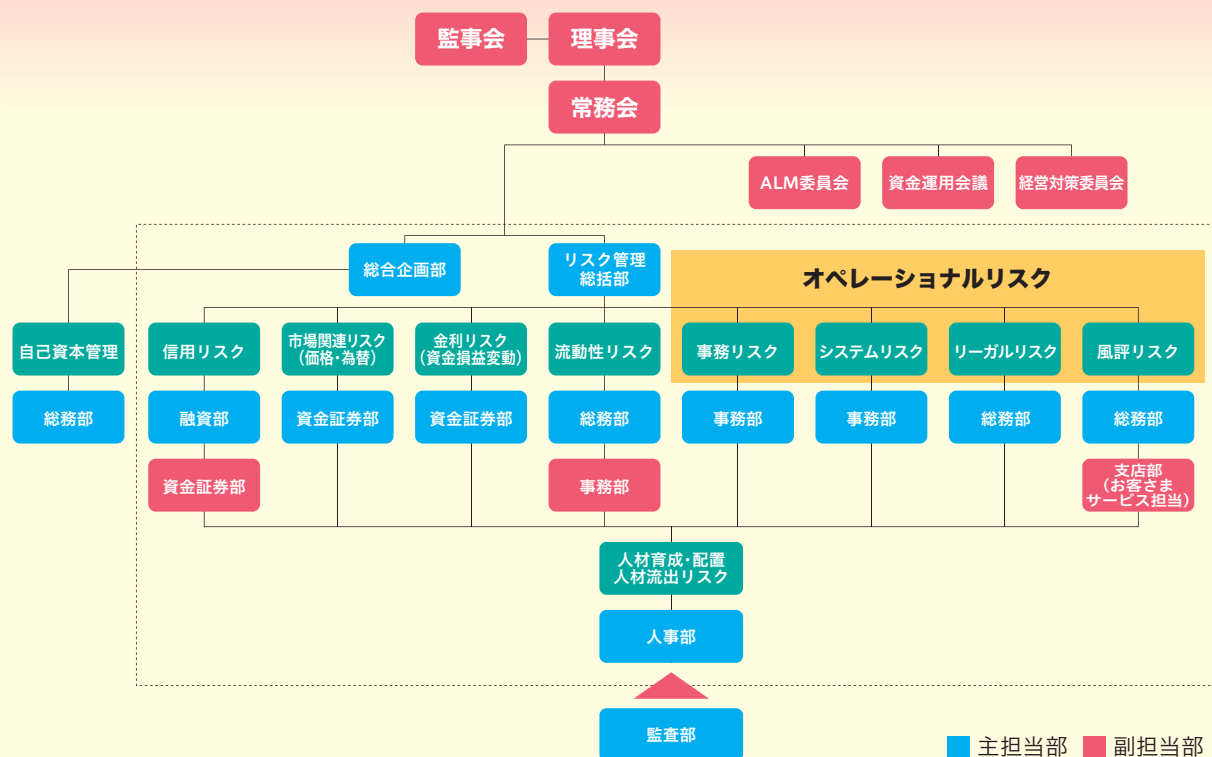 監事会
理事会
常務会
ALM委員会
資金運用会議
経営対策委員会
総合企画部
リスク管理
総括部
オペレーショナルリスク
自己資本管理
信用リスク
市場関連リスク
（価格・為替）
金利リスク
（資金損益変動）
流動性リスク
事務リスク
システムリスク
リーガルリスク
風評リスク
総務部
融資部
資金証券部
資金証券部
総務部
事務部
事務部
総務部
総務部
資金証券部
事務部
支店部
（お客さま
サービス担当）
人材育成・配置
人材流出リスク
人事部
監査部
主担当部
副担当部